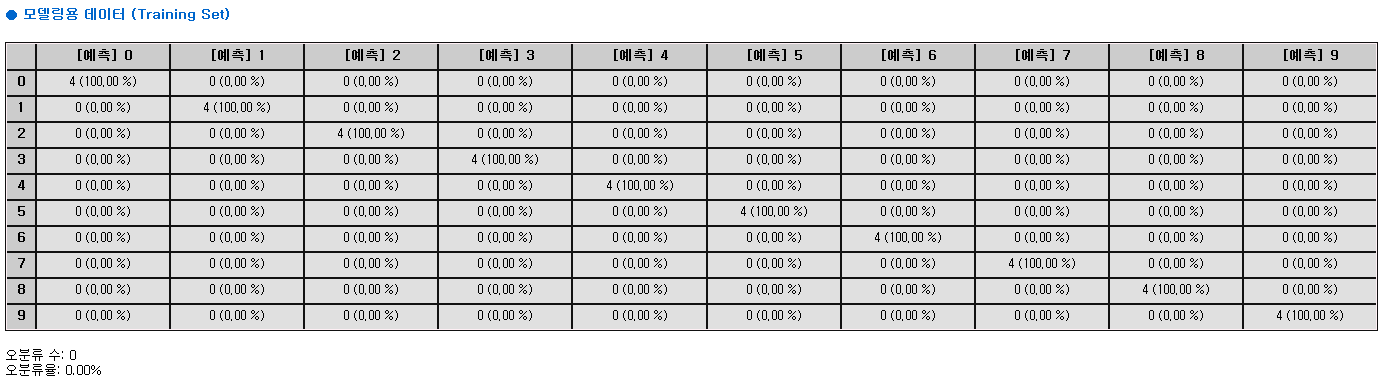 ● 모델링용 데이터 (Training Set)
[예측] 0 [예측] 1 [예측] 2 [예측] 3 [예측] 4 [예측] 5 [예측] 6 [예측] 7 [예측] 8 [예측] 9
0 4 (100.00 %) 0 (0.00 %) 0 (0.00 %) 0 (0.00 %) 0 (0.00 %) 0 (0.00 %) 0 (0.00 %) 0 (0.00 %) 0 (0.00 %) 0 (0.00 %)
1 0 (0.00 %) 4 (100.00 %) 0 (0.00 %) 0 (0.00 %) 0 (0.00 %) 0 (0.00 %) 0 (0.00 %) 0 (0.00 %) 0 (0.00 %) 0 (0.00 %)
2 0 (0.00 %) 0 (0.00 %) 4 (100.00 %) 0 (0.00 %) 0 (0.00 %) 0 (0.00 %) 0 (0.00 %) 0 (0.00 %) 0 (0.00 %) 0 (0.00 %)
3 0 (0.00 %) 0 (0.00 %) 0 (0.00 %) 4 (100.00 %) 0 (0.00 %) 0 (0.00 %) 0 (0.00 %) 0 (0.00 %) 0 (0.00 %) 0 (0.00 %)
4 0 (0.00 %) 0 (0.00 %) 0 (0.00 %) 0 (0.00 %) 4 (100.00 %) 0 (0.00 %) 0 (0.00 %) 0 (0.00 %) 0 (0.00 %) 0 (0.00 %)
5 0 (0.00 %) 0 (0.00 %) 0 (0.00 %) 0 (0.00 %) 0 (0.00 %) 4 (100.00 %) 0 (0.00 %) 0 (0.00 %) 0 (0.00 %) 0 (0.00 %)
6 0 (0.00 %) 0 (0.00 %) 0 (0.00 %) 0 (0.00 %) 0 (0.00 %) 0 (0.00 %) 4 (100.00 %) 0 (0.00 %) 0 (0.00 %) 0 (0.00 %)
7 0 (0.00 %) 0 (0.00 %) 0 (0.00 %) 0 (0.00 %) 0 (0.00 %) 0 (0.00 %) 0 (0.00 %) 4 (100.00 %) 0 (0.00 %) 0 (0.00 %)
8 0 (0.00 %) 0 (0.00 %) 0 (0.00 %) 0 (0.00 %) 0 (0.00 %) 0 (0.00 %) 0 (0.00 %) 0 (0.00 %) 4 (100.00 %) 0 (0.00 %)
9 0 (0.00 %) 0 (0.00 %) 0 (0.00 %) 0 (0.00 %) 0 (0.00 %) 0 (0.00 %) 0 (0.00 %) 0 (0.00 %) 0 (0.00 %) 4 (100.00 %)
오분류 수: 0
오분류율: 0.00%